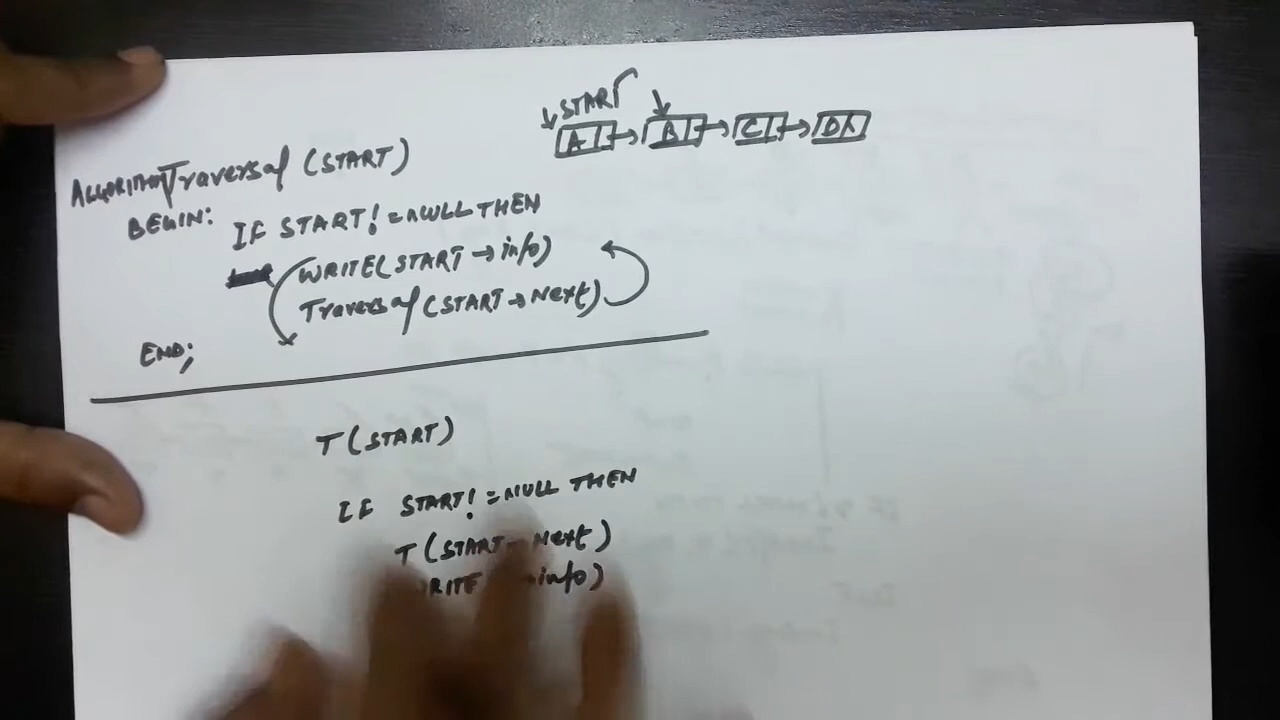 START
A B C D
ALGORITHM Traversal (START)
BEGIN:
IF START! = NULL THEN
WRITE(START → info)
Traversal (START → Next)
END;
T (START)
IF START! = NULL THEN
T (START → Next)
info)